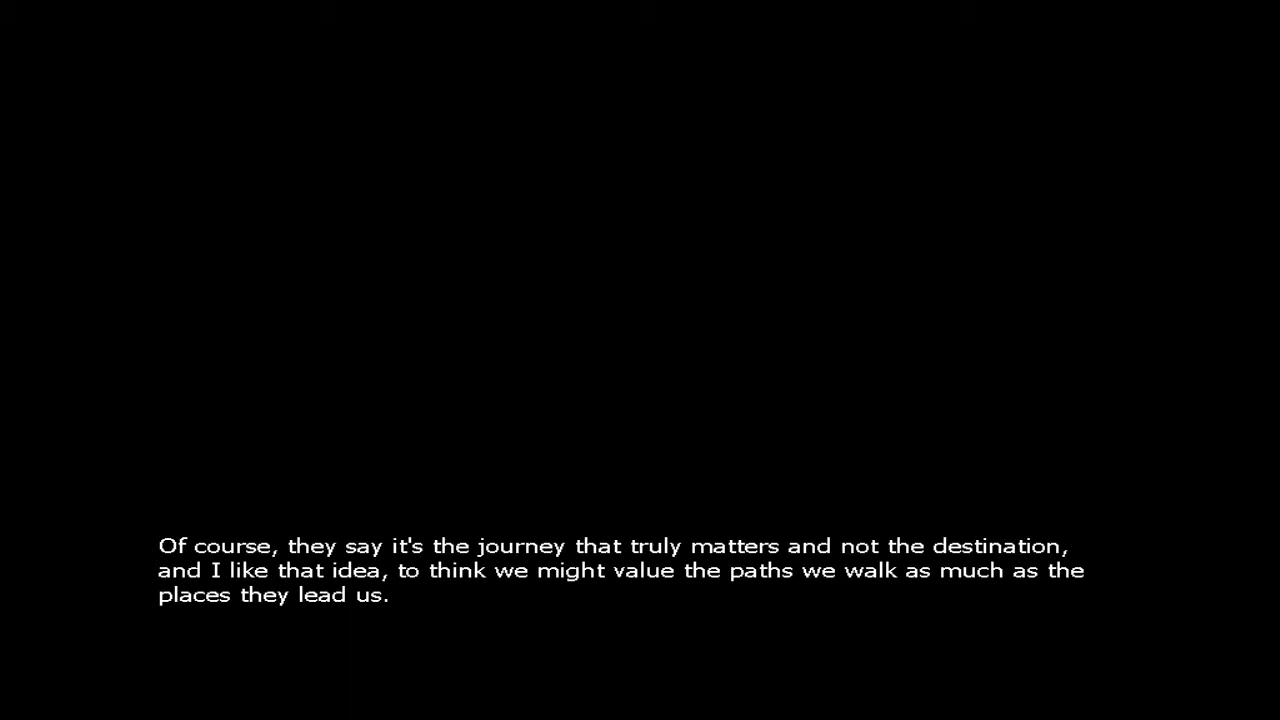 Of course, they say it's the journey that truly matters and not the destination,
and I like that idea, to think we might value the paths we walk as much as the
places they lead us.